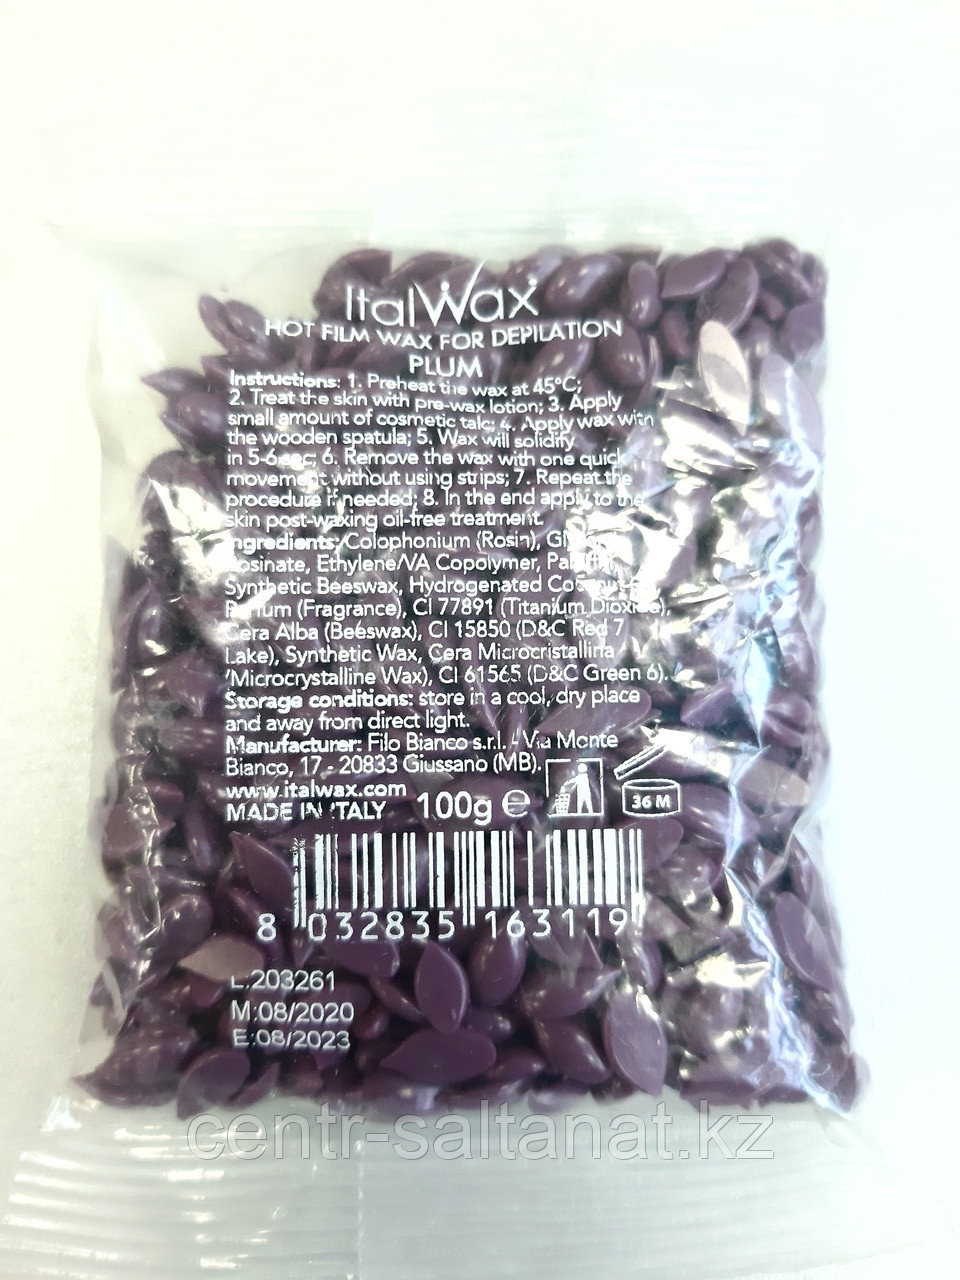 ItalWax
HOT FILM WAX FOR DEPILATION
PLUM
Instructions: 1. Preheat the wax at 45°C;
2. Treat the skin with pre-wax lotion; 3. Apply
small amount of cosmetic talc; 4. Apply wax with
the wooden spatula; 5. Wax will solidify
in 5-6 sec; 6. Remove the wax with one quick
movement without using strips; 7. Repeat the
procedure if needed; 8. In the end apply to the
skin post-waxing oil-free treatment.
Ingredients: Colophonium (Rosin),
Ethylene/VA Copolymer,
Synthetic Beeswax, Hydrogenated
Parfum (Fragrance), CI 77891 (Titanium Dioxide),
Cera Alba (Beeswax), CI 15850 (D&C Red 7
Lake), Synthetic Wax, Cera Microcristallina
(Microcrystalline Wax), CI 61565 (D&C Green 6).
Storage conditions: store in a cool, dry place
and away from direct light.
Manufacturer: Filo Bianco s.r.l. - Via Monte
Bianco, 17 - 20833 Giussano (MB).
www.italwax.com
MADE IN ITALY 100g ℮ 36 M
8 032835 163119
L:203261
M:08/2020
E:08/2023
centr-saltanat.kz